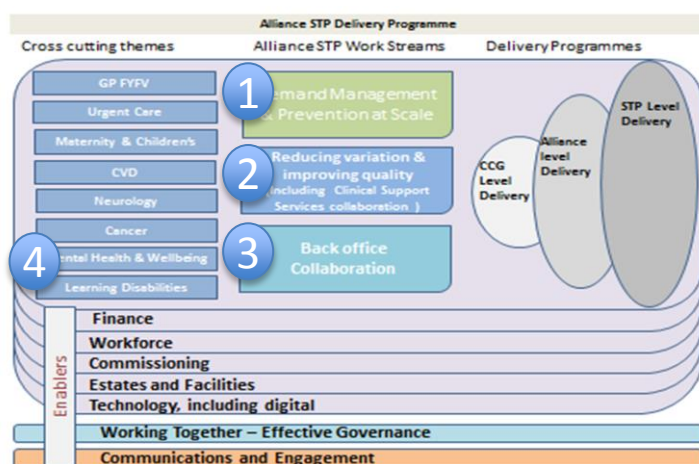 Alliance STP Delivery Programme
Cross cutting themes
Alliance STP Work Streams
Delivery Programmes
GP FYFV
Urgent Care
Maternity & Children's
CVD
Neurology
Cancer
4
ental Health & Wellbeing
Learning Disabilities
1
emand Management
& Prevention at Scale
2
Reducing variation &
improving quality
(including Clinical Support
Services collaboration )
3
Back office
Collaboration
CCG
Level
Delivery
Alliance
level
Delivery
STP Level
Delivery
Enablers
Finance
Workforce
Commissioning
Estates and Facilities
Technology, including digital
Working Together – Effective Governance
Communications and Engagement